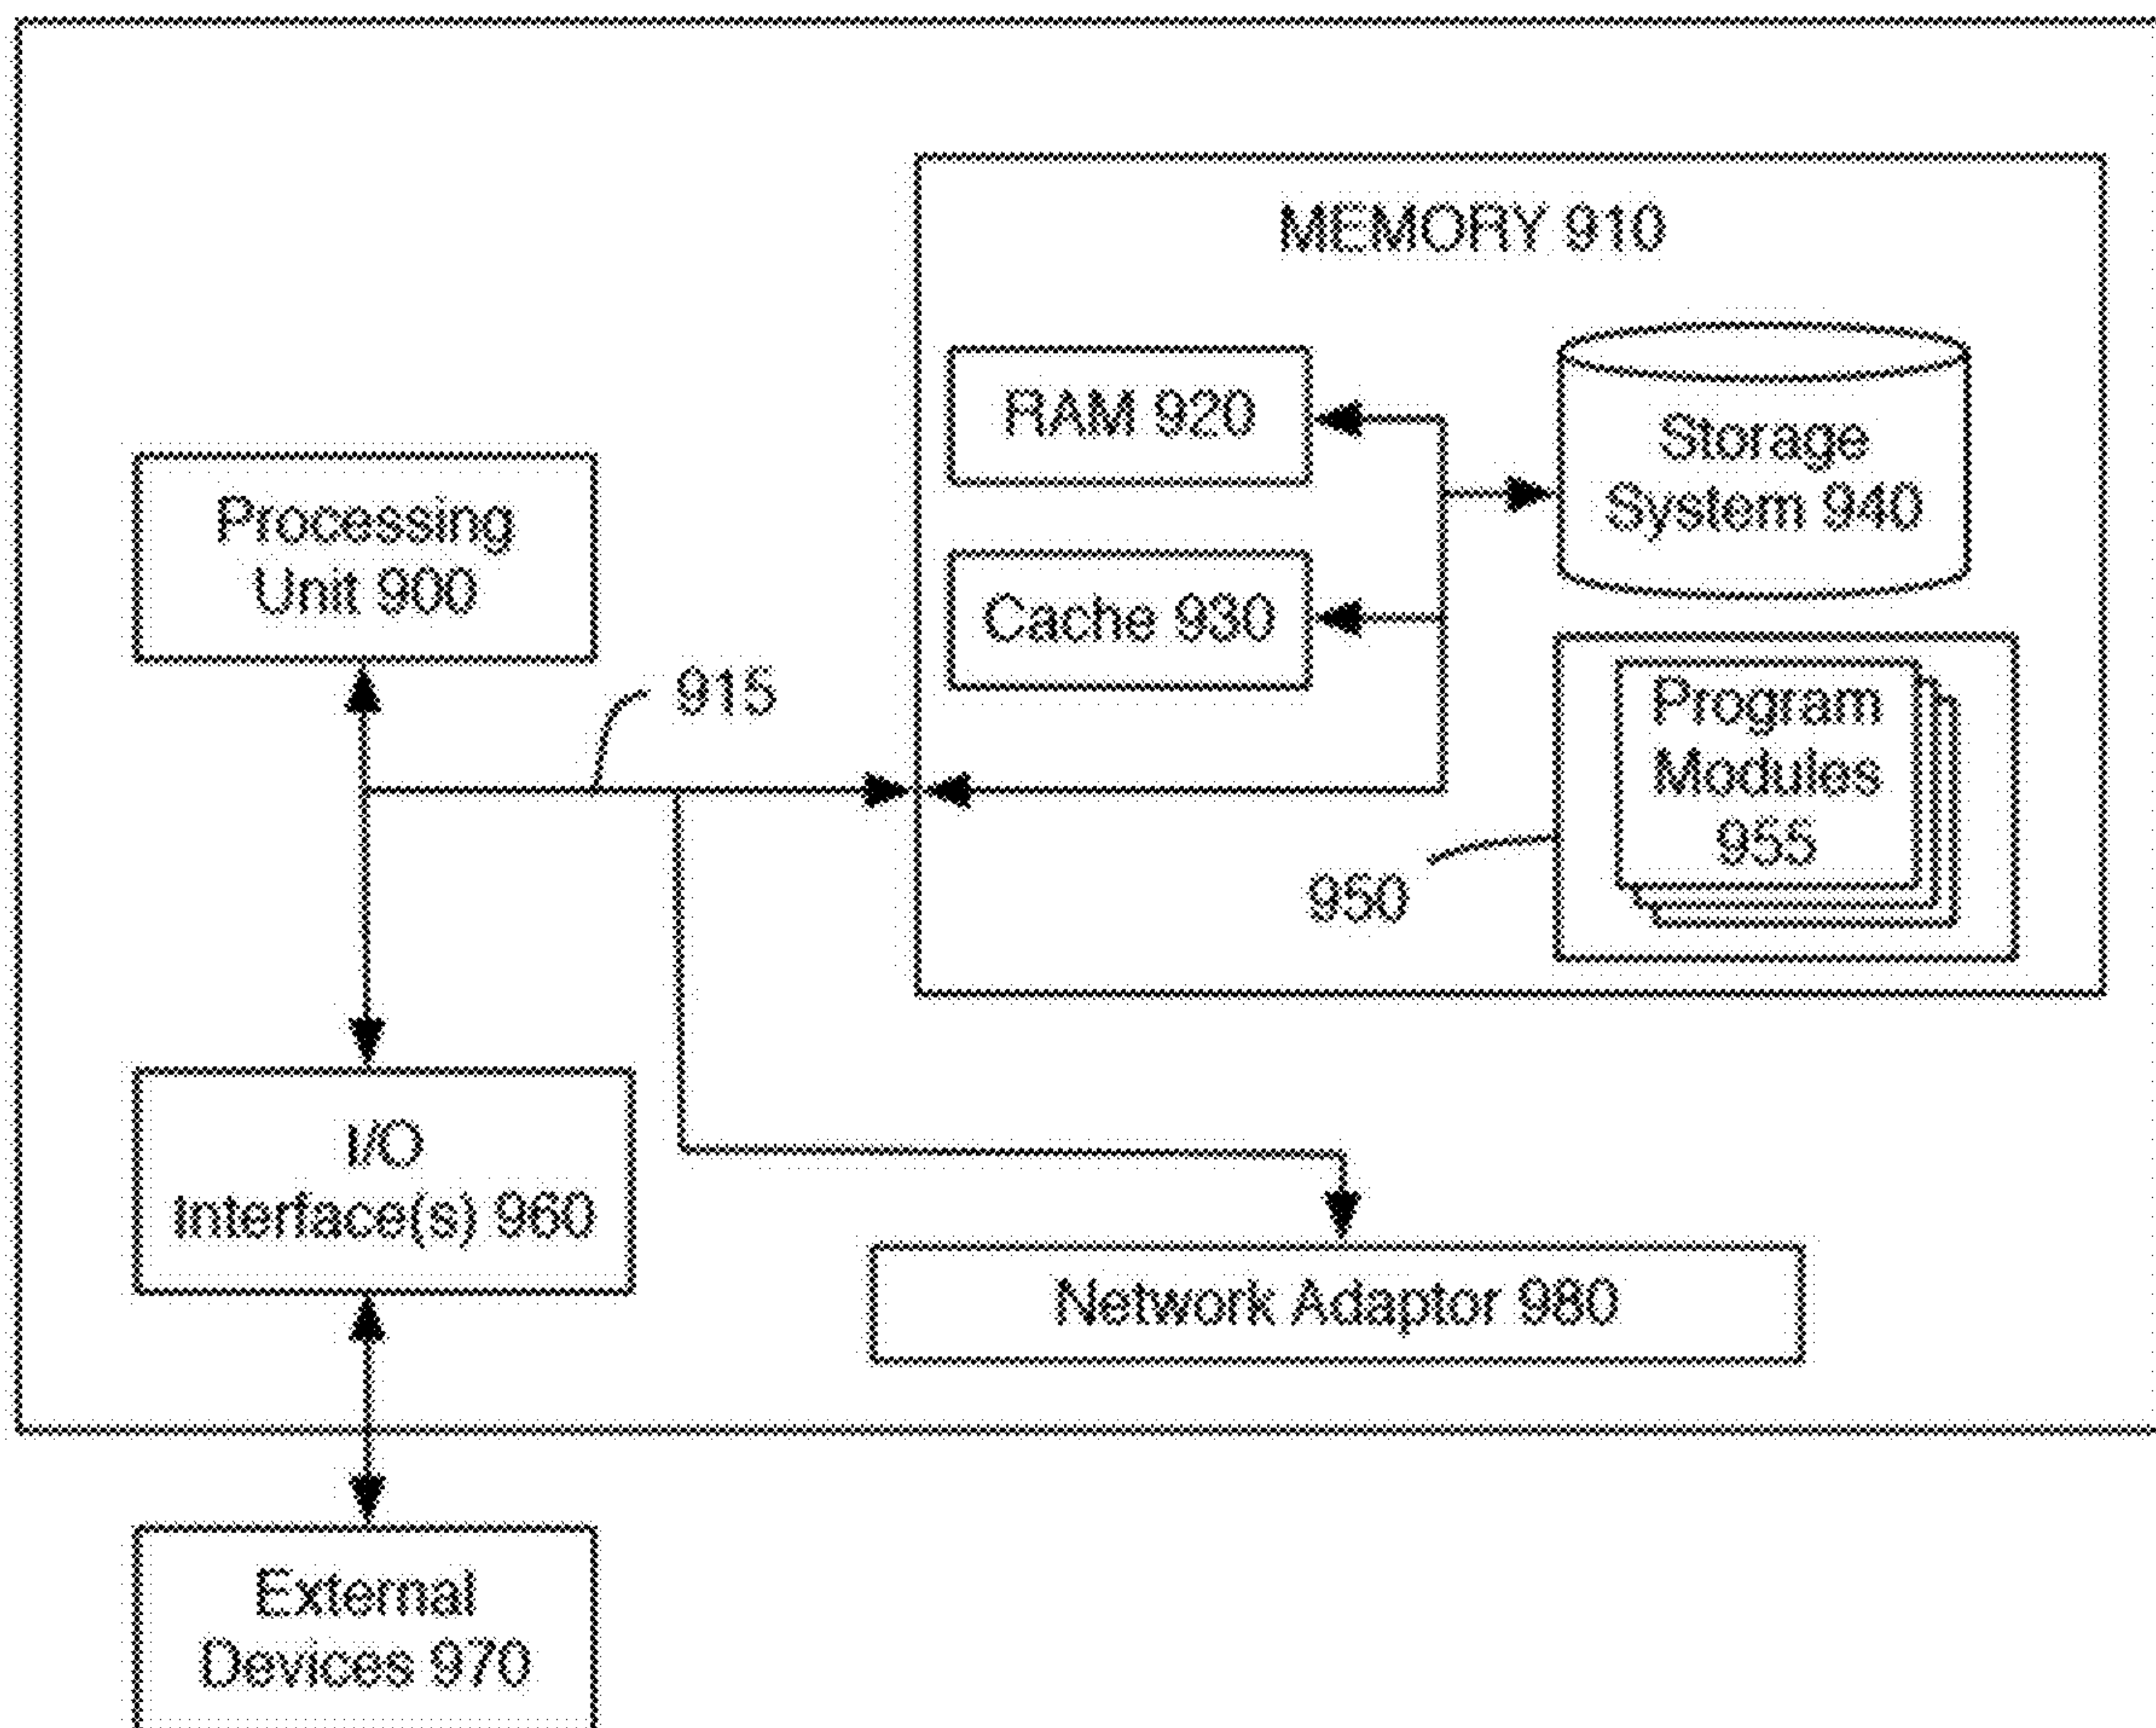 MEMORY 910
RAM 920
Storage
System 940
Processing
Unit 900
Cache 930
915
Program
Modules
955
950
I/O
Interface(s) 960
Network Adaptor 980
External
Devices 970